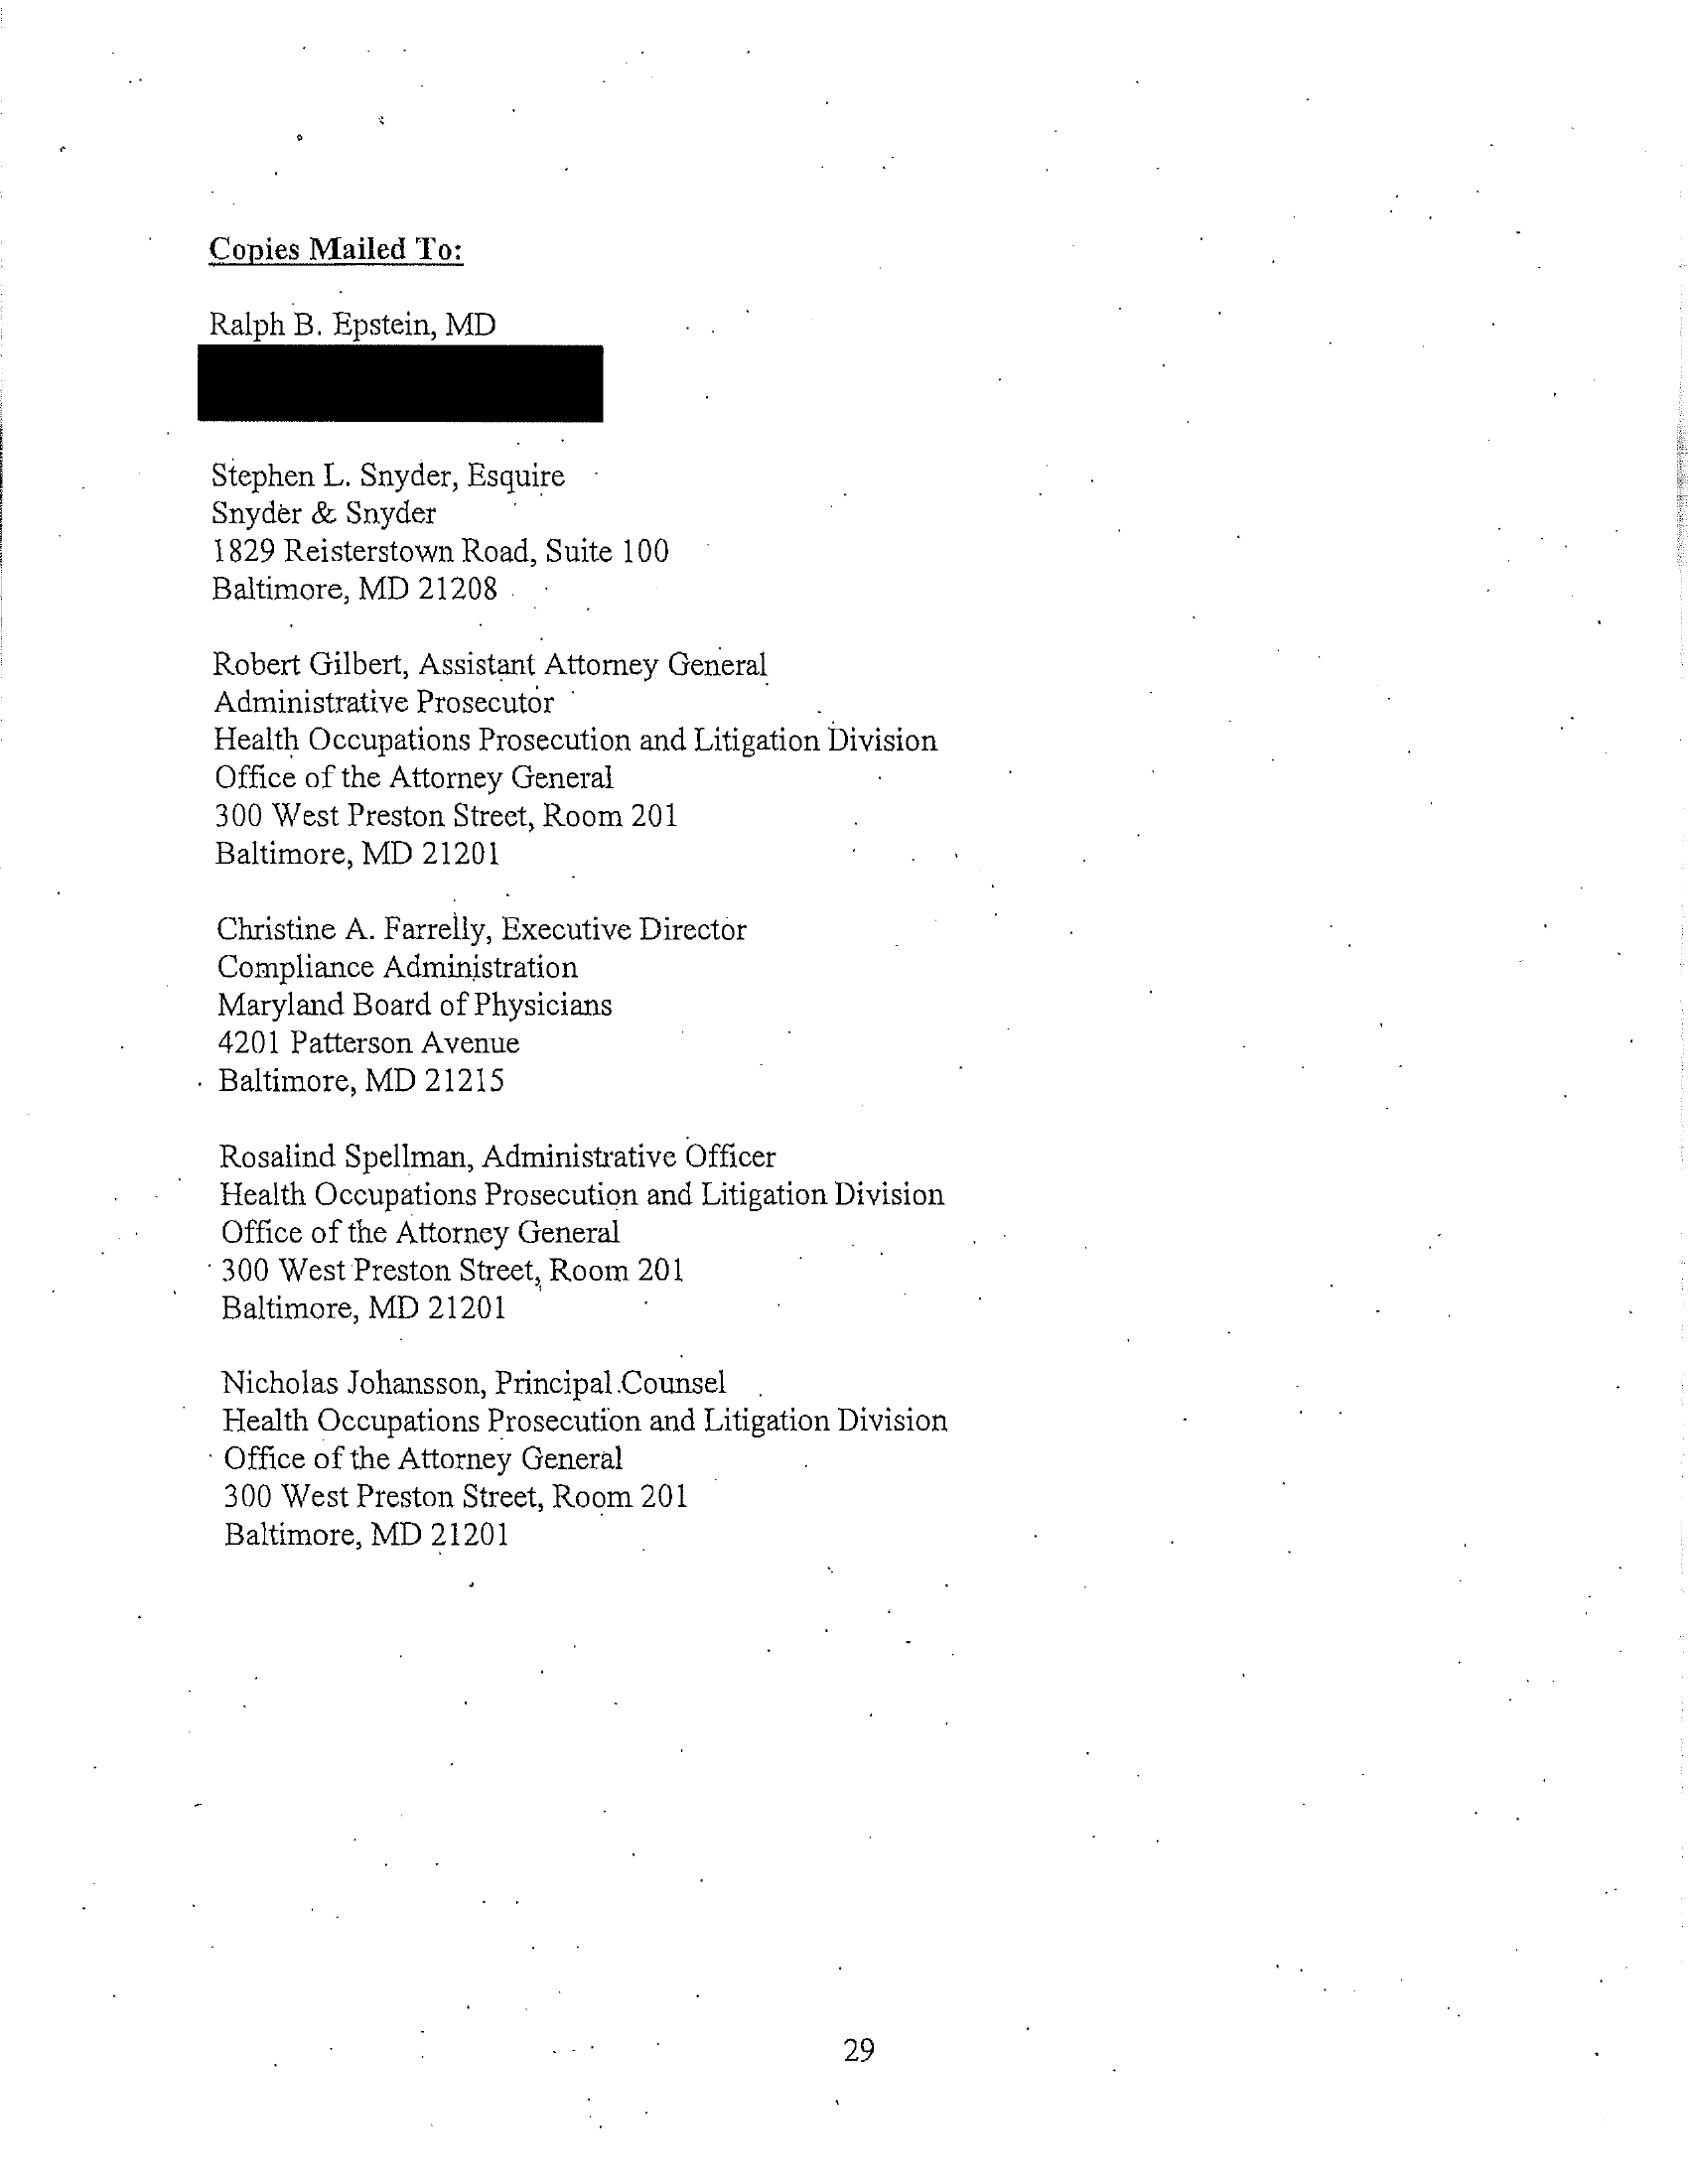 Copies Mailed To:
Ralph B. Epstein, MD
Stephen L. Snyder, Esquire
Snyder & Snyder
1829 Reisterstown Road, Suite 100
Baltimore, MD 21208
Robert Gilbert, Assistant Attorney General
Administrative Prosecutor
Health Occupations Prosecution and Litigation Division
Office of the Attorney General
300 West Preston Street, Room 201
Baltimore, MD 21201
Christine A. Farrelly, Executive Director
Compliance Administration
Maryland Board of Physicians
4201 Patterson Avenue
Baltimore, MD 21215
Rosalind Spellman, Administrative Officer
Health Occupations Prosecution and Litigation Division
Office of the Attorney General
300 West Preston Street, Room 201
Baltimore, MD 21201
Nicholas Johansson, Principal Counsel
Health Occupations Prosecution and Litigation Division
Office of the Attorney General
300 West Preston Street, Room 201
Baltimore, MD 21201
29